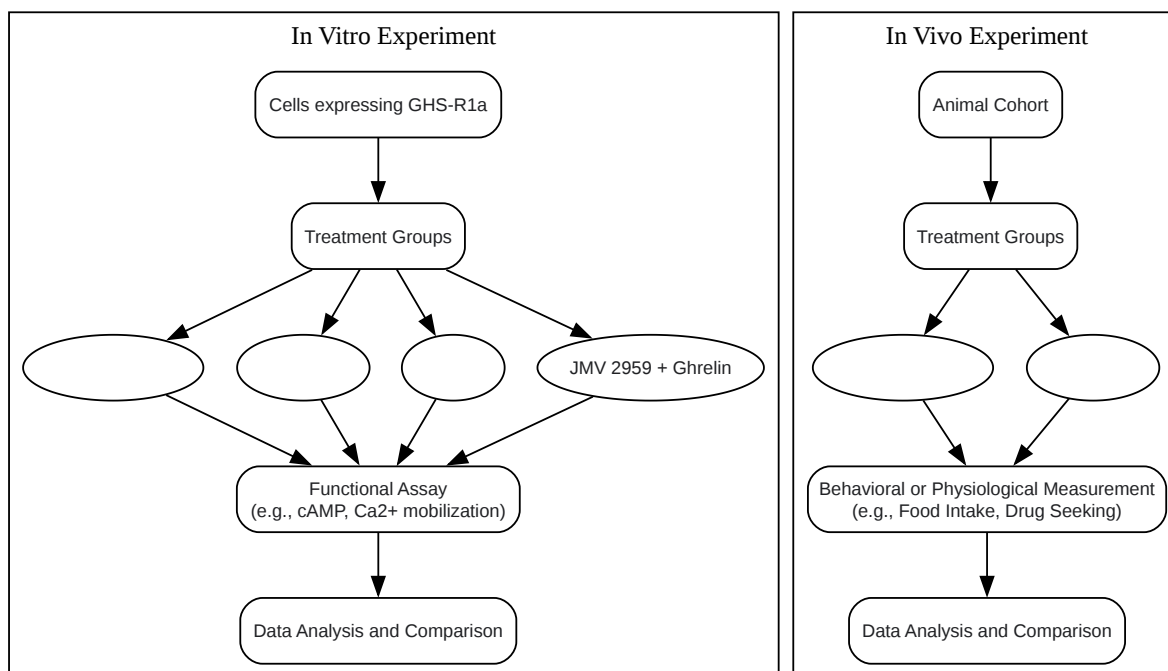 In Vitro Experiment
Cells expressing GHS-R1a
Treatment Groups
JMV 2959 + Ghrelin
Functional Assay
(e.g., cAMP, Ca2+ mobilization)
Data Analysis and Comparison
In Vivo Experiment
Animal Cohort
Treatment Groups
Behavioral or Physiological Measurement
(e.g., Food Intake, Drug Seeking)
Data Analysis and Comparison